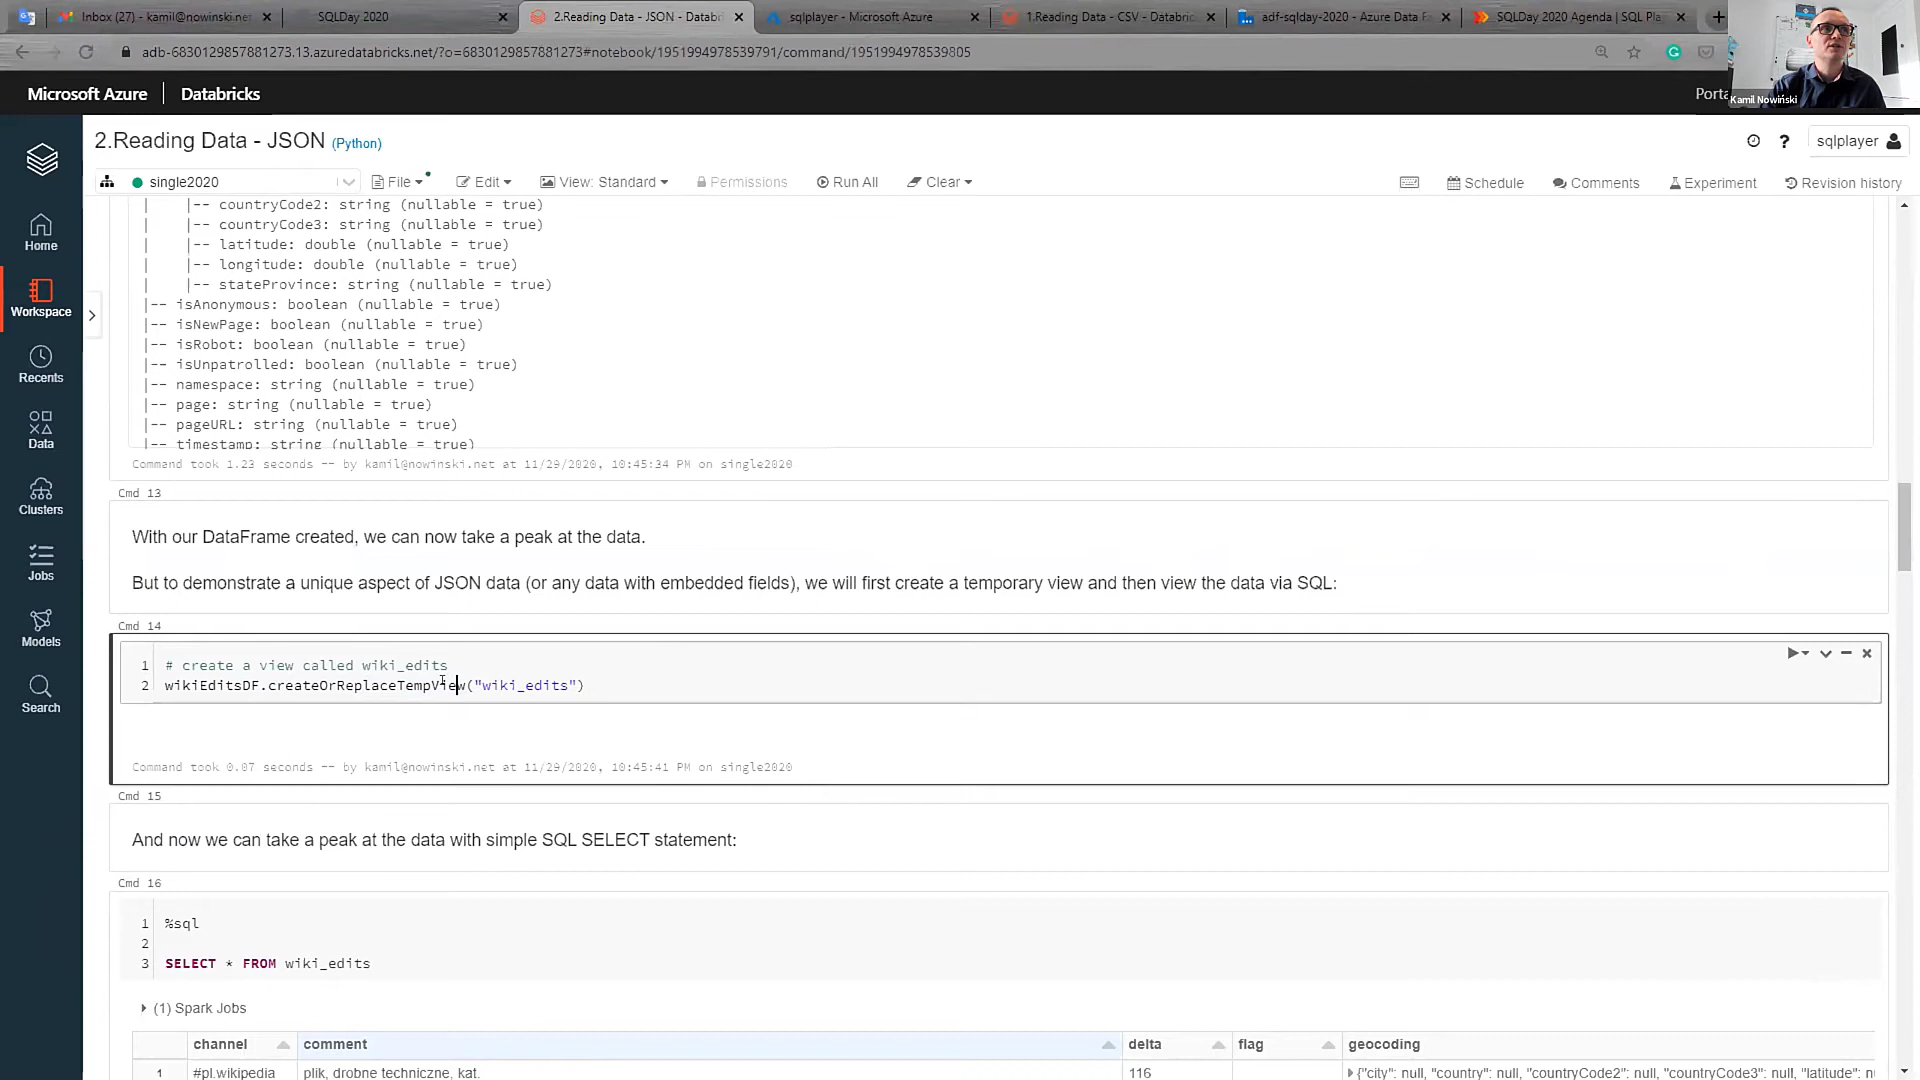 Inbox (2) - kamil@nowinski.net
SQLDay 2020
2.Reading Data - JSON - Databri
sqlplayer - Microsoft Azure
1.Reading Data - CSV - Databric
adf-sqlday-2020 - Azure Data F
SQLDay 2020 Agenda | SQL Pla
adb-6830129857881273.13.azuredatabricks.net/?o=6830129857881273#notebook/1951994978539791/command/1951994978539805
Kamil Nowiński
Microsoft Azure | Databricks
Porta
2.Reading Data - JSON (Python)
sqlplayer
single2020
File
Edit
View: Standard
Permissions
Run All
Clear
Schedule
Comments
Experiment
Revision history
Home
Workspace
Recents
Data
Clusters
Jobs
Models
Search
|    |-- countryCode2: string (nullable = true)
|    |-- countryCode3: string (nullable = true)
|    |-- latitude: double (nullable = true)
|    |-- longitude: double (nullable = true)
|    |-- stateProvince: string (nullable = true)
|-- isAnonymous: boolean (nullable = true)
|-- isNewPage: boolean (nullable = true)
|-- isRobot: boolean (nullable = true)
|-- isUnpatrolled: boolean (nullable = true)
|-- namespace: string (nullable = true)
|-- page: string (nullable = true)
|-- pageURL: string (nullable = true)
|-- timestamp: string (nullable = true)
Command took 1.23 seconds -- by kamil@nowinski.net at 11/29/2020, 10:45:34 PM on single2020
Cmd 13
With our DataFrame created, we can now take a peak at the data.
But to demonstrate a unique aspect of JSON data (or any data with embedded fields), we will first create a temporary view and then view the data via SQL:
Cmd 14
1 # create a view called wiki_edits
2 wikiEditsDF.createOrReplaceTempView("wiki_edits")
Command took 0.07 seconds -- by kamil@nowinski.net at 11/29/2020, 10:45:41 PM on single2020
Cmd 15
And now we can take a peak at the data with simple SQL SELECT statement:
Cmd 16
1 %sql
2
3 SELECT * FROM wiki_edits
(1) Spark Jobs
channel comment delta flag geocoding
1 #pl.wikipedia plik, drobne techniczne, kat. 116 {"city": null, "country": null, "countryCode2": null, "countryCode3": null, "latitude": nu